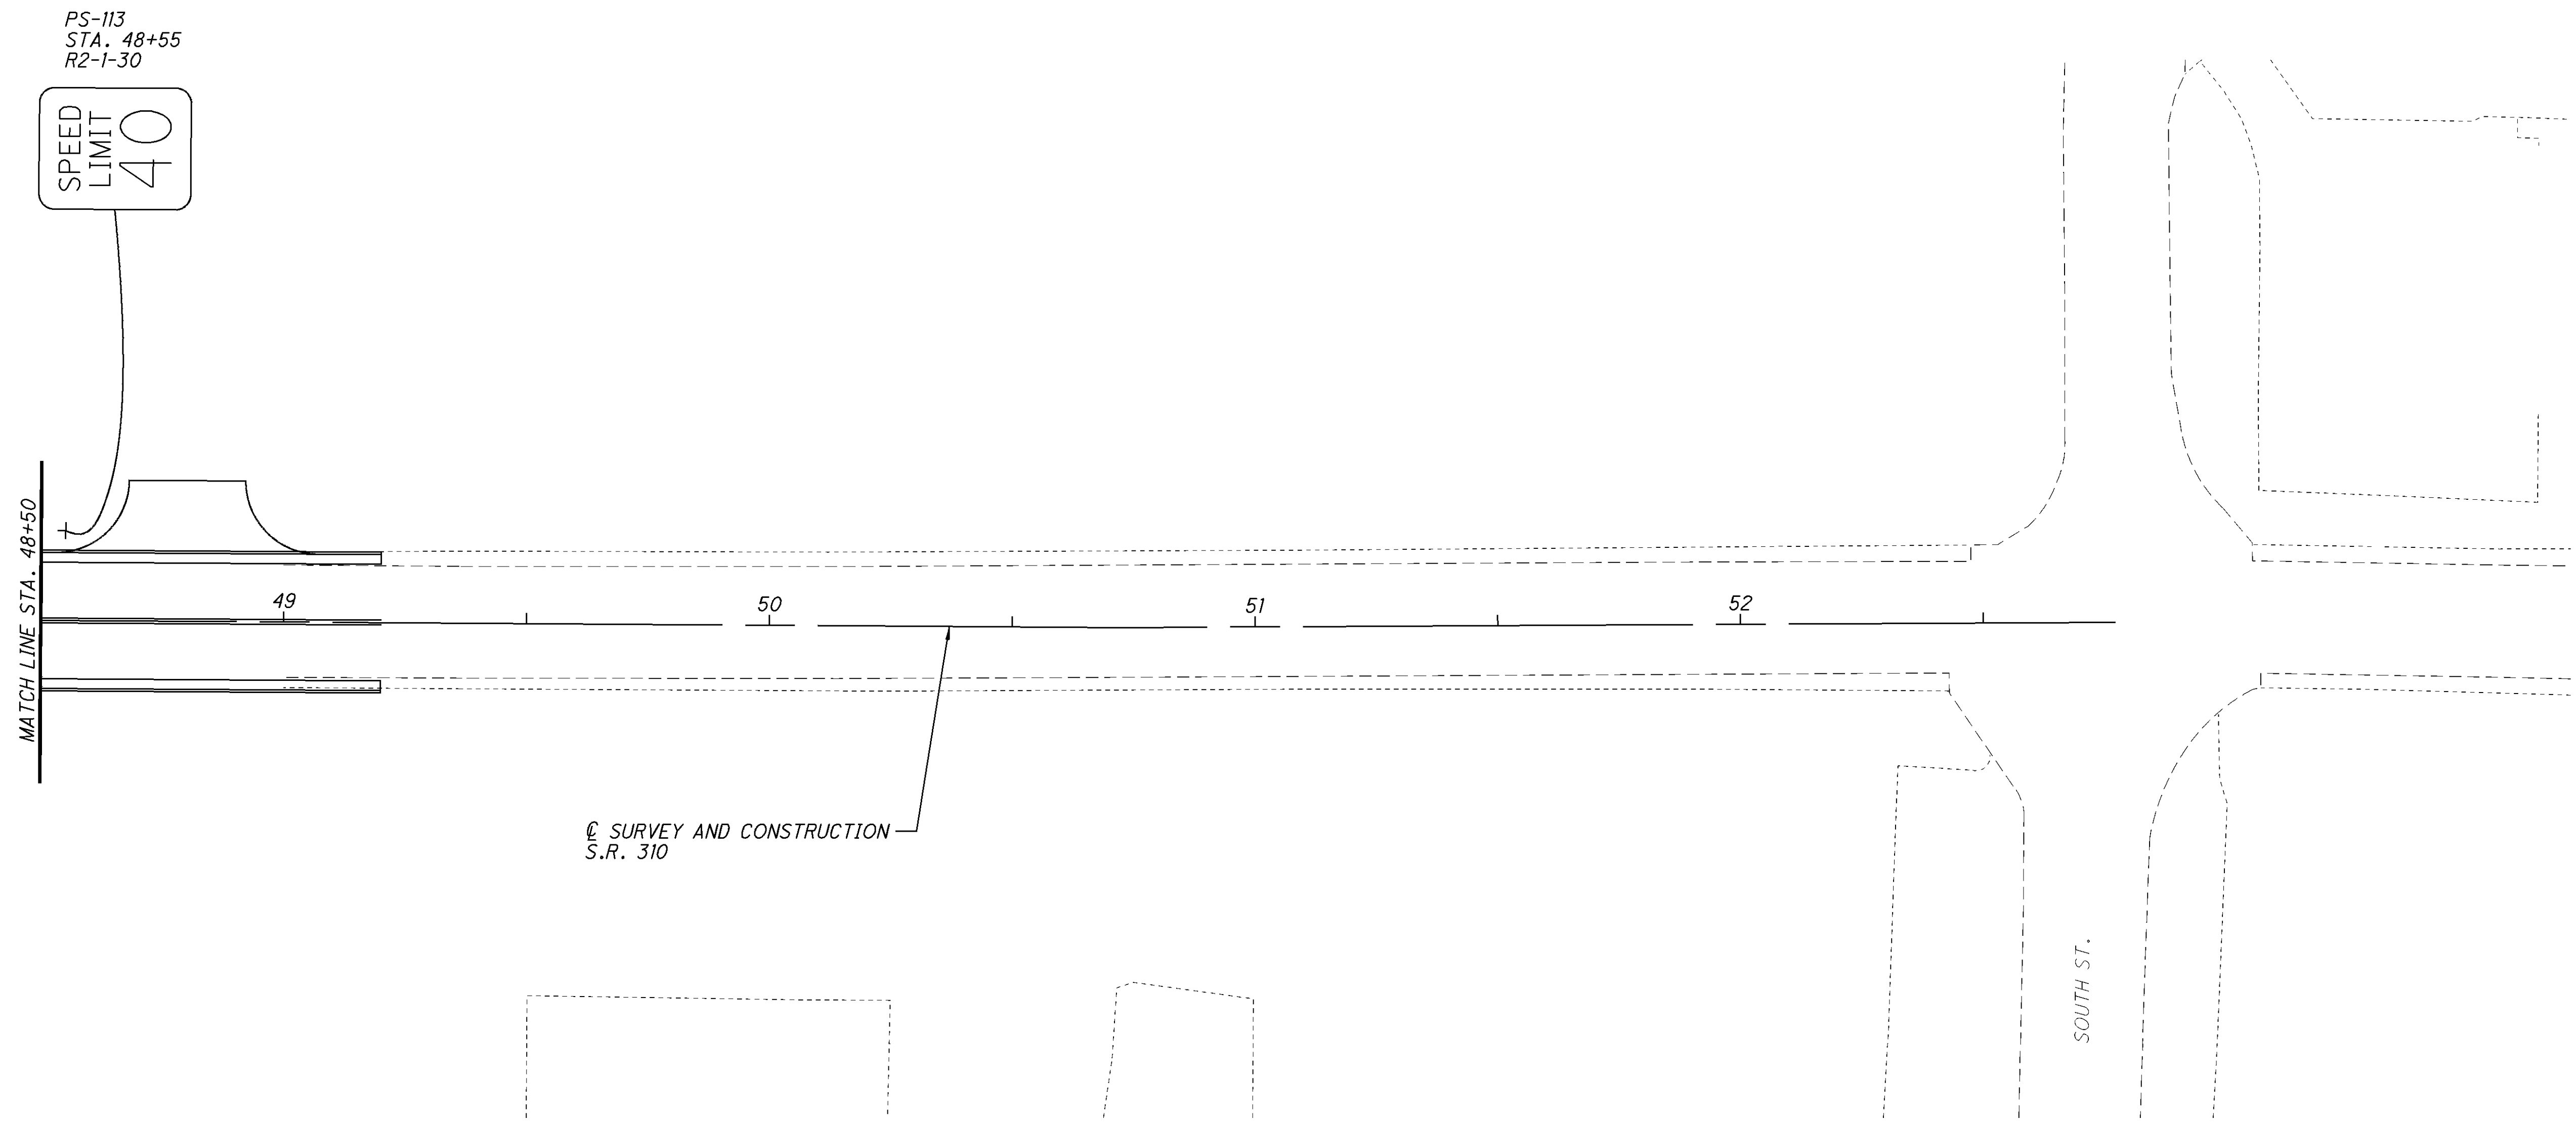 PS-113
STA. 48+55
R2-1-30
SPEED
LIMIT
40
MATCH LINE STA. 48+50
49
50
51
52
℄ SURVEY AND CONSTRUCTION
S.R. 310
SOUTH ST.